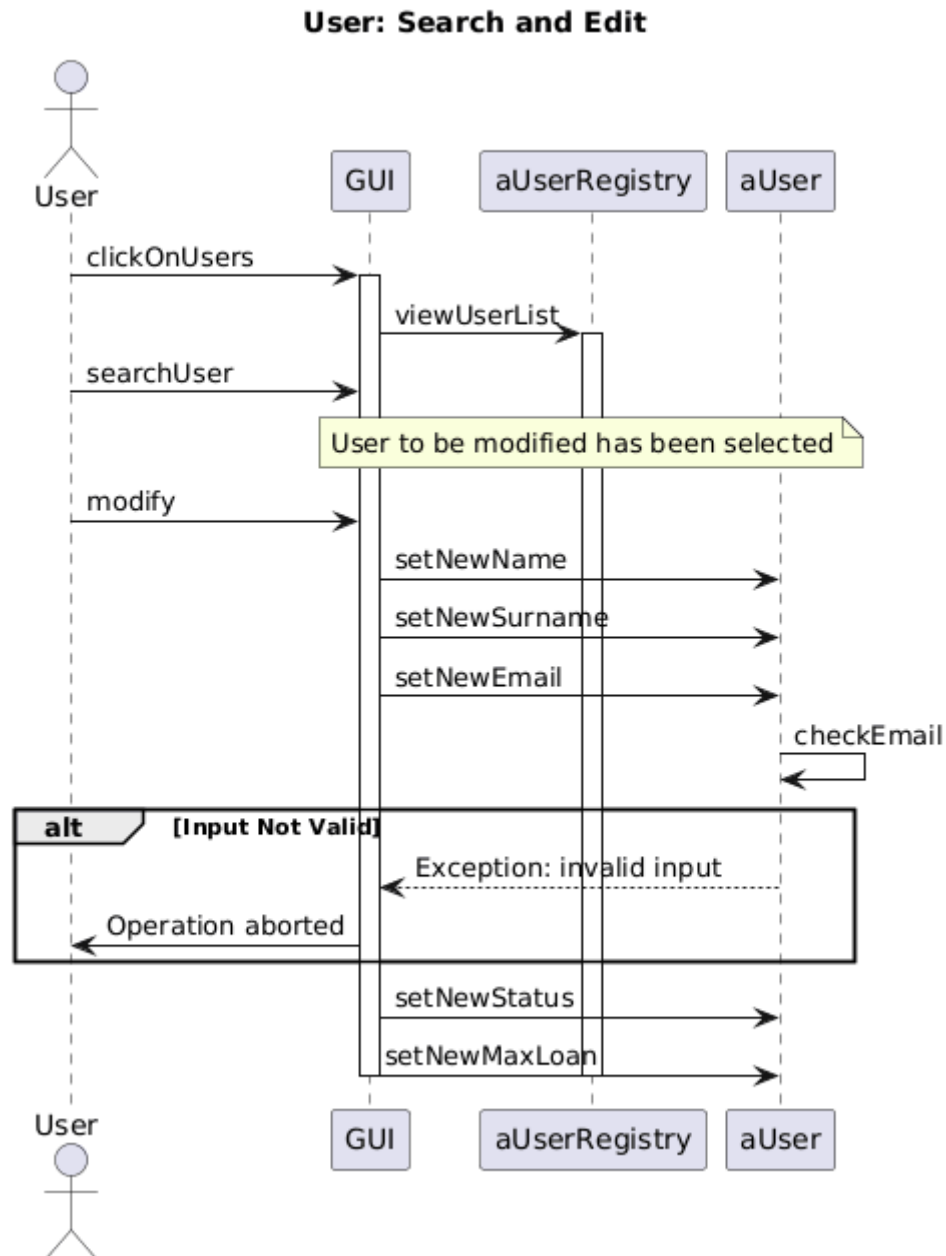 User: Search and Edit
User
GUI
aUserRegistry
aUser
clickOnUsers
viewUserList
searchUser
User to be modified has been selected
modify
setNewName
setNewSurname
setNewEmail
checkEmail
alt
[Input Not Valid]
Exception: invalid input
Operation aborted
setNewStatus
setNewMaxLoan
User
GUI
aUserRegistry
aUser